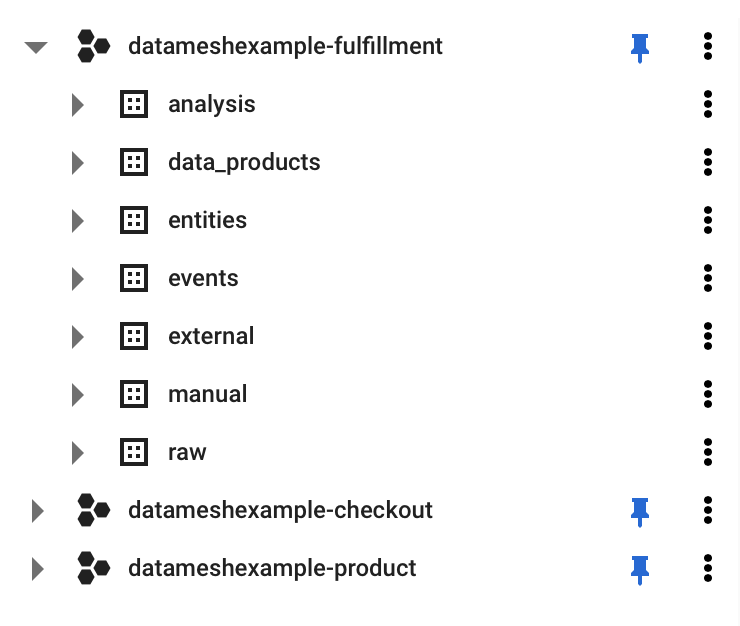 datameshexample-fulfillment
analysis
data_products
entities
events
external
manual
raw
datameshexample-checkout
datameshexample-product